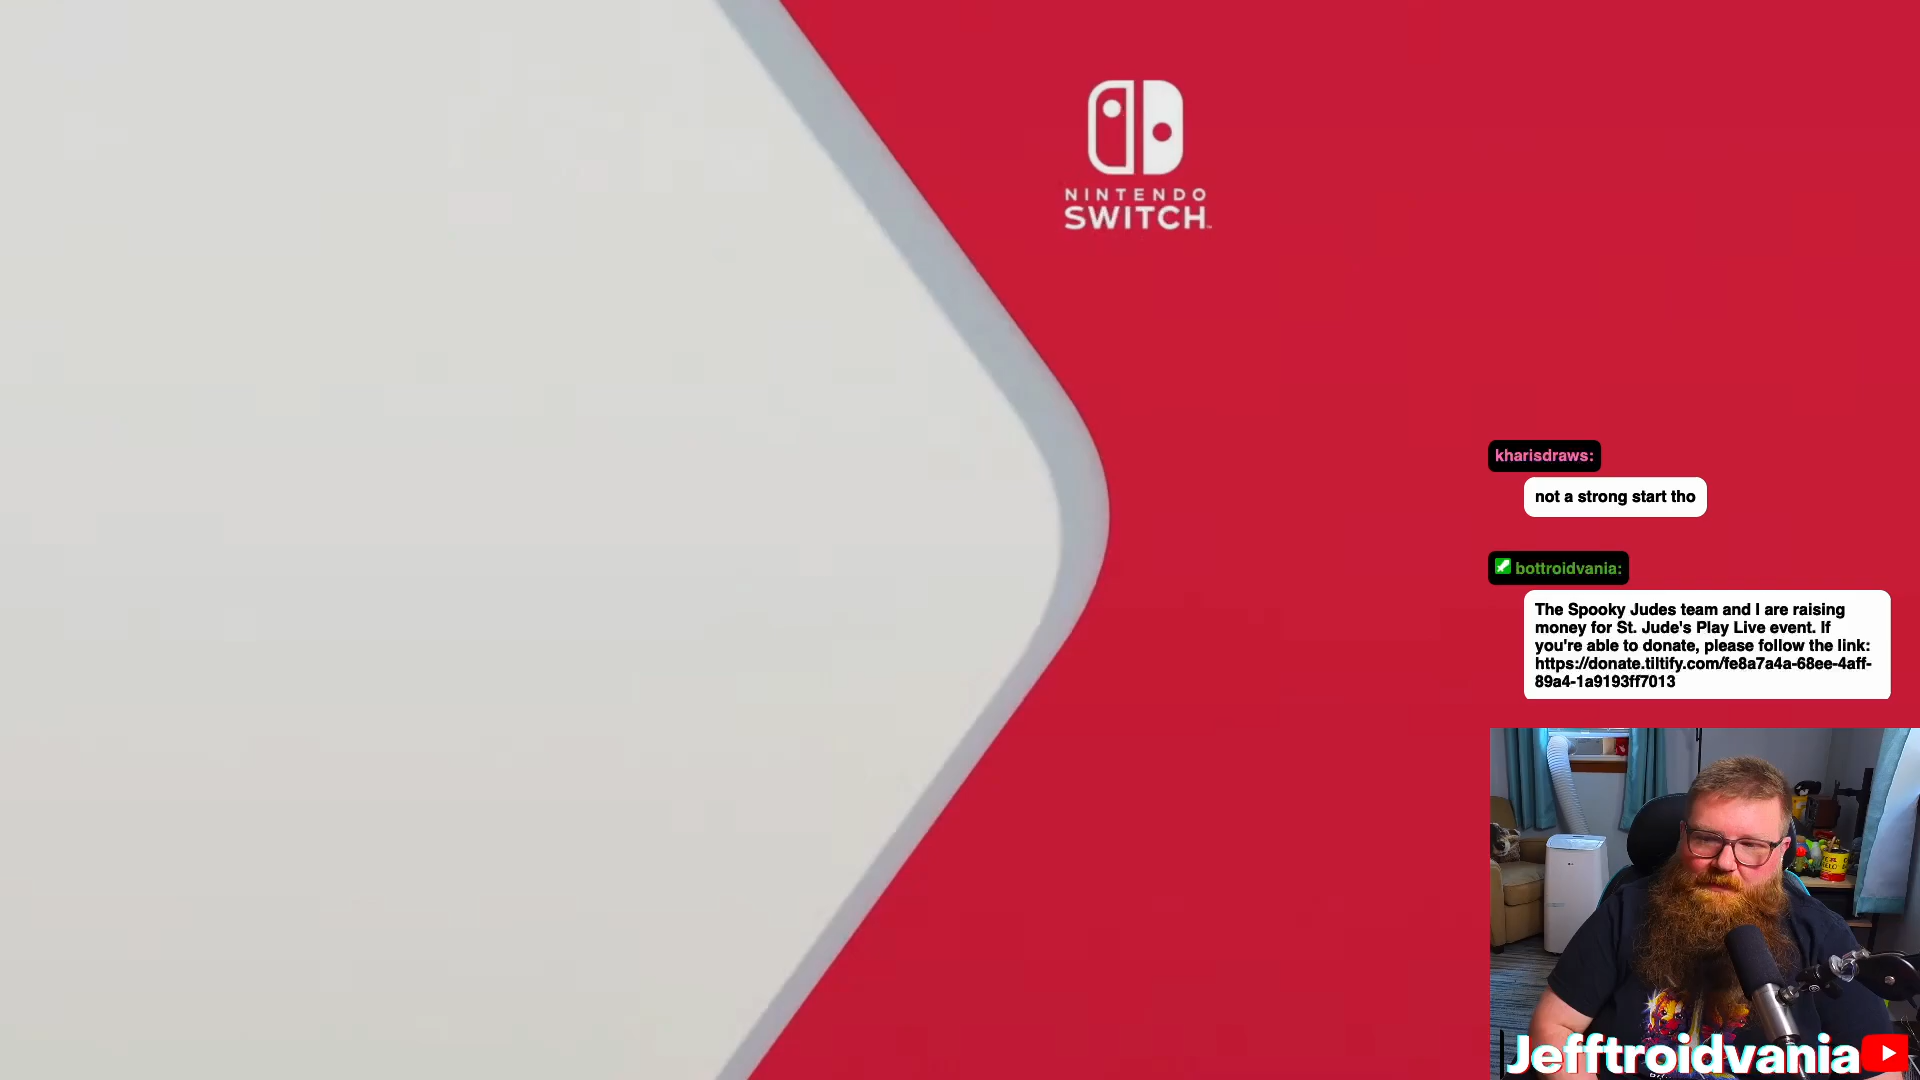 NINTENDO
SWITCH
kharisdraws:
not a strong start tho
bottroidvania:
The Spooky Judes team and I are raising
money for St. Jude's Play Live event. If
you're able to donate, please follow the link:
https://donate.tiltify.com/fe8a7a4a-68ee-4aff-
89a4-1a9193ff7013
Jefftroidvania